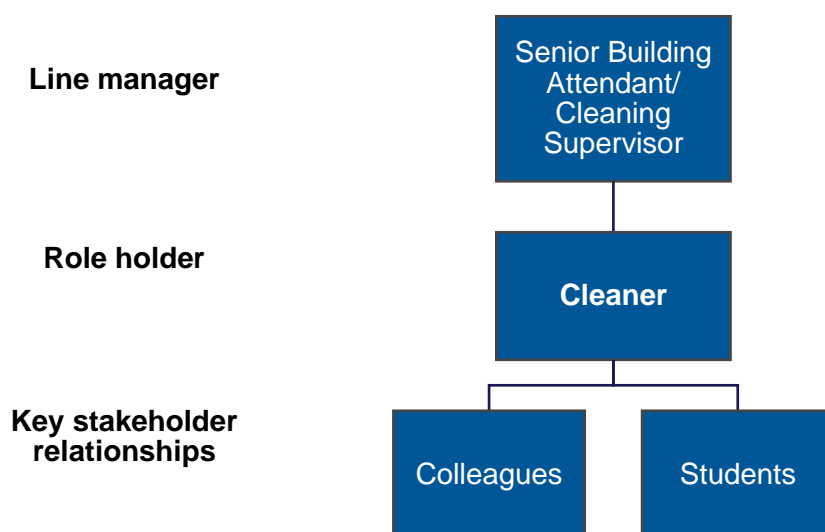 Line manager
Senior Building
Attendant/
Cleaning
Supervisor
Role holder
Cleaner
Key stakeholder
relationships
Colleagues
Students